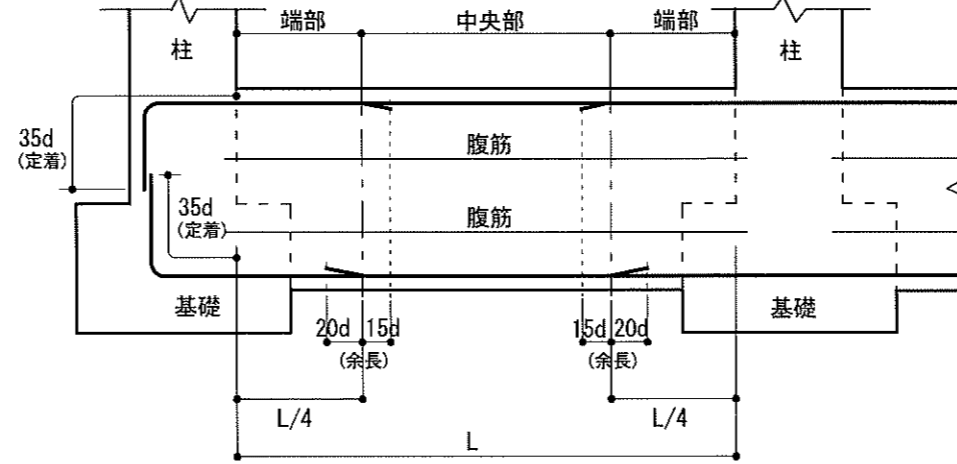 端部 中央部 端部
柱 柱
35d
(定着)
腹筋
35d
(定着)
腹筋
基礎 基礎
20d 15d 15d 20d
(余長) (余長)
L/4 L/4
L